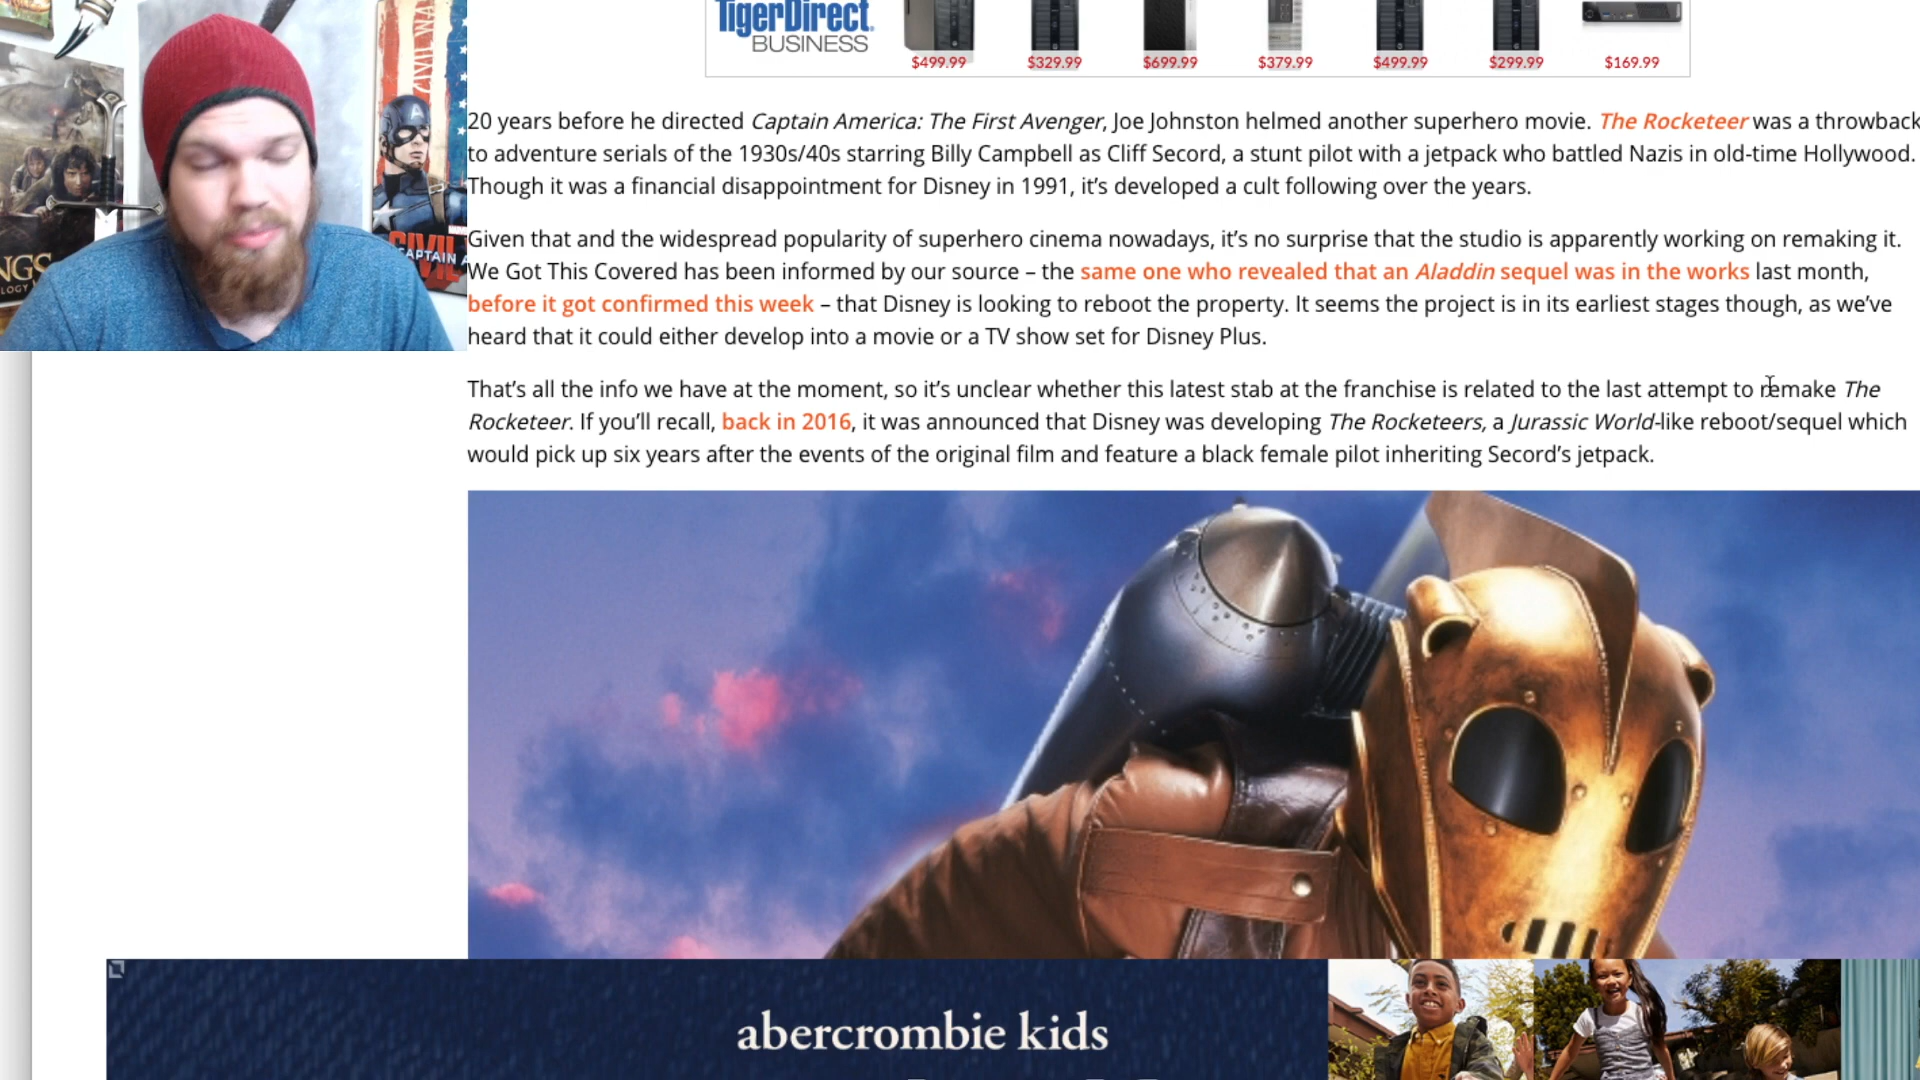 TigerDirect
BUSINESS
$499.99 $329.99 $699.99 $379.99 $499.99 $299.99 $169.99
CIVIL WA
NGS
CIVIL
CAPTAIN A
20 years before he directed Captain America: The First Avenger, Joe Johnston helmed another superhero movie. The Rocketeer was a throwback
to adventure serials of the 1930s/40s starring Billy Campbell as Cliff Secord, a stunt pilot with a jetpack who battled Nazis in old-time Hollywood.
Though it was a financial disappointment for Disney in 1991, it’s developed a cult following over the years.
Given that and the widespread popularity of superhero cinema nowadays, it’s no surprise that the studio is apparently working on remaking it.
We Got This Covered has been informed by our source – the same one who revealed that an Aladdin sequel was in the works last month,
before it got confirmed this week – that Disney is looking to reboot the property. It seems the project is in its earliest stages though, as we’ve
heard that it could either develop into a movie or a TV show set for Disney Plus.
That’s all the info we have at the moment, so it’s unclear whether this latest stab at the franchise is related to the last attempt to remake The
Rocketeer. If you’ll recall, back in 2016, it was announced that Disney was developing The Rocketeers, a Jurassic World-like reboot/sequel which
would pick up six years after the events of the original film and feature a black female pilot inheriting Secord’s jetpack.
abercrombie kids